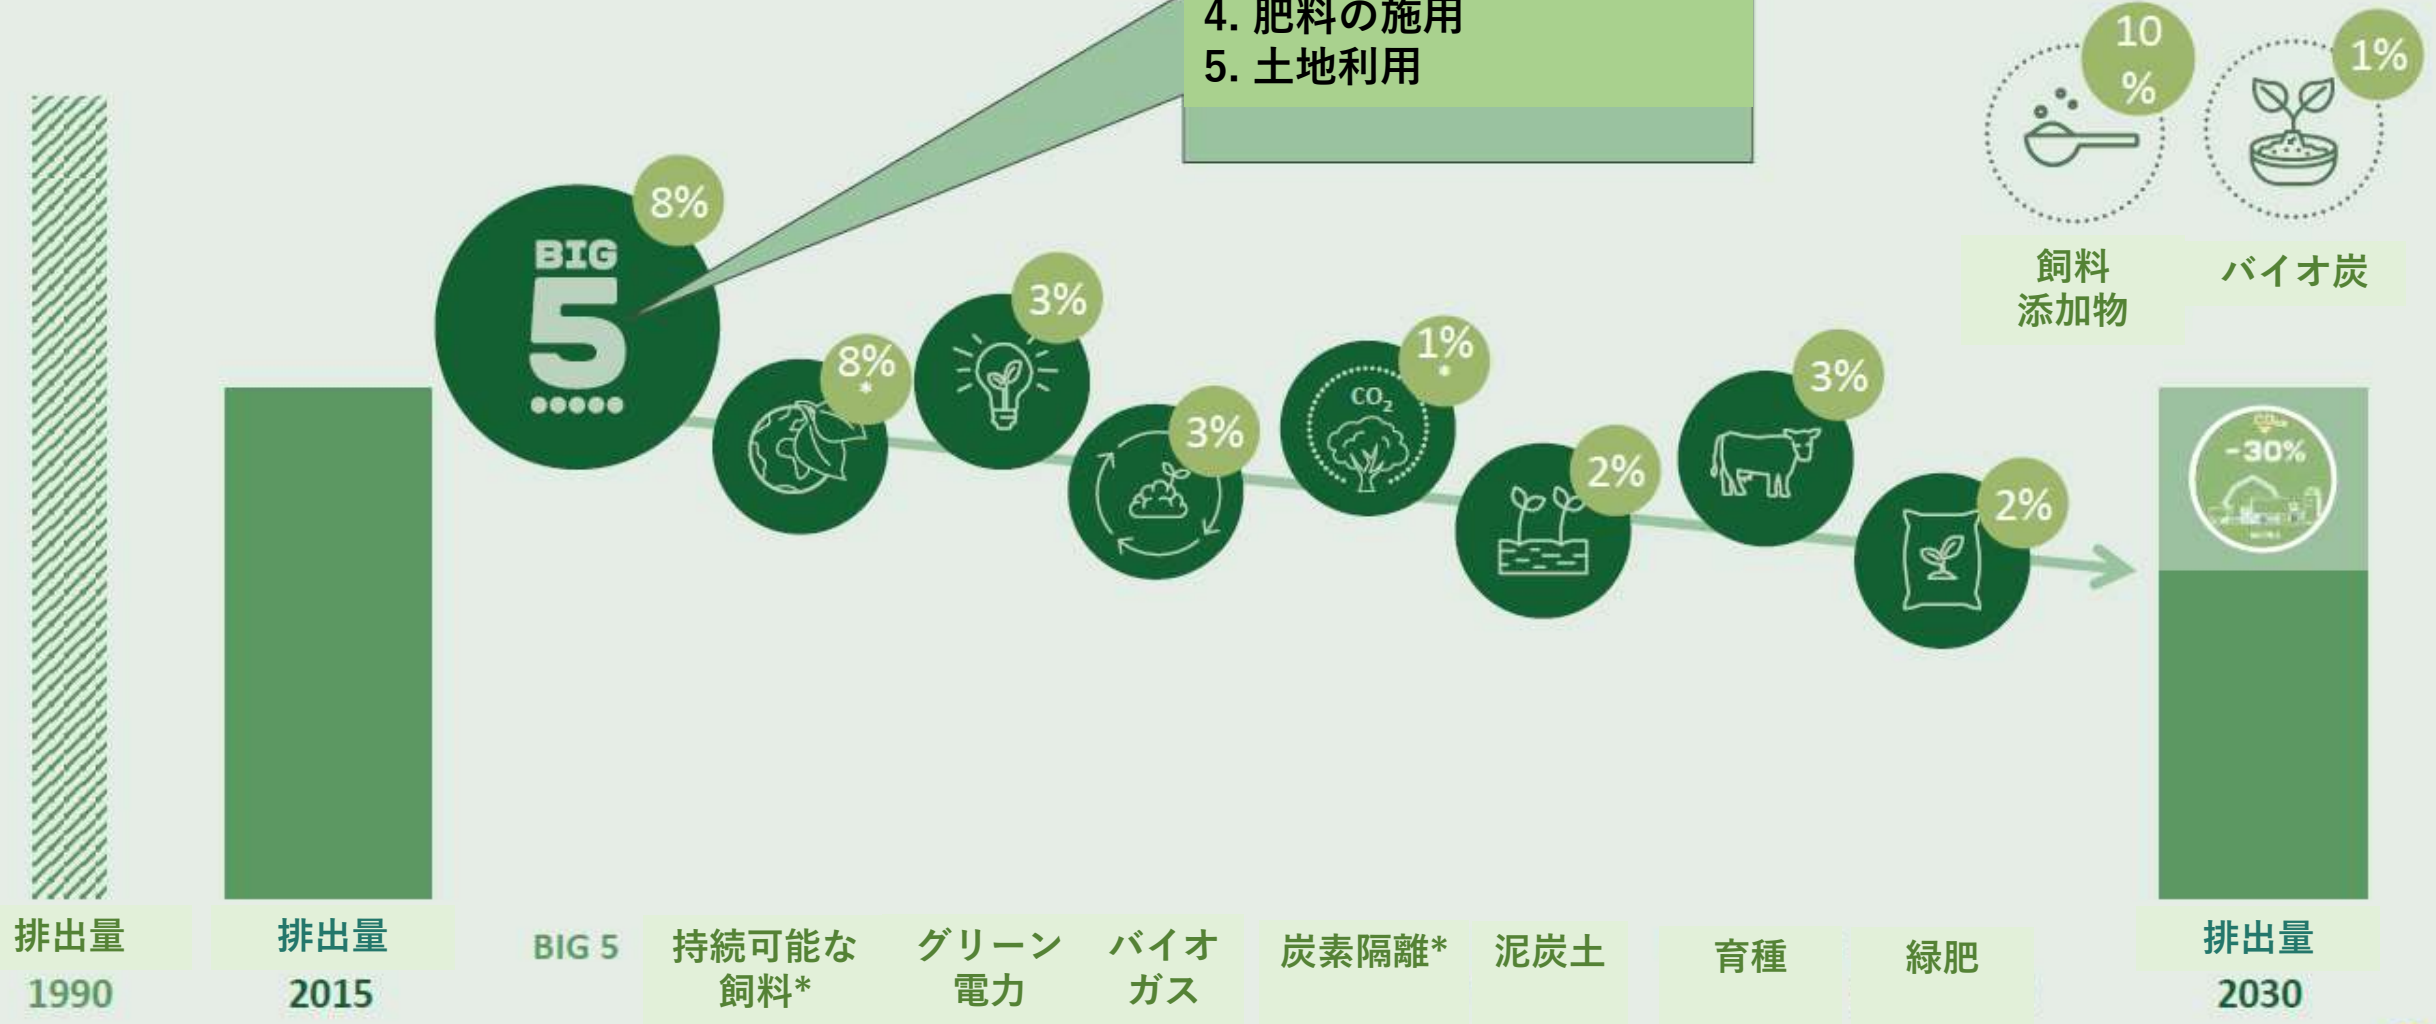 4. 肥料の施用
5. 土地利用
10
%
1%
飼料
添加物
バイオ炭
8%
BIG
5
8%
*
3%
3%
CO₂
1%
*
2%
3%
2%
-30%
排出量
1990
排出量
2015
BIG 5
持続可能な
飼料*
グリーン
電力
バイオ
ガス
炭素隔離*
泥炭土
育種
緑肥
排出量
2030